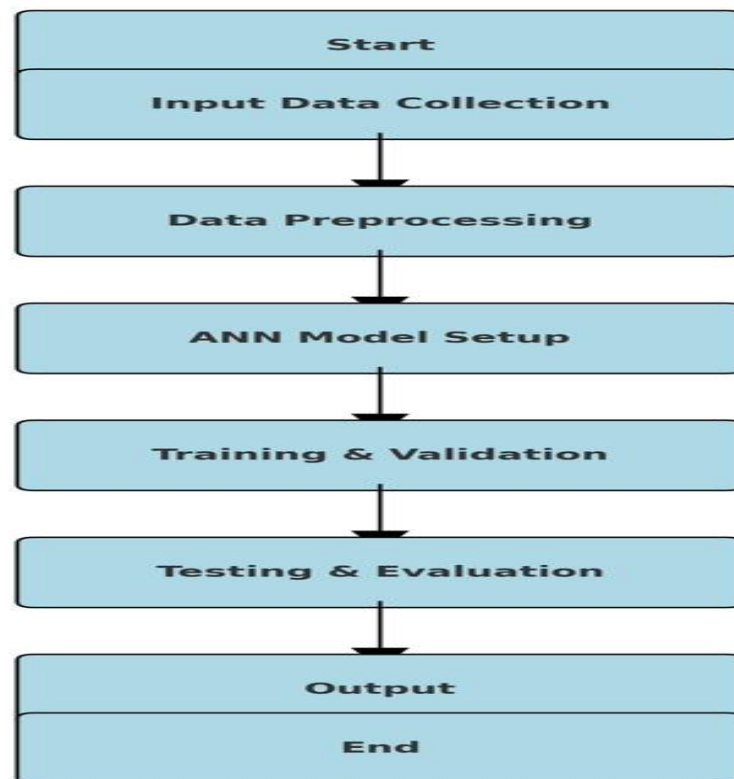 Start
Input Data Collection
Data Preprocessing
ANN Model Setup
Training & Validation
Testing & Evaluation
Output
End